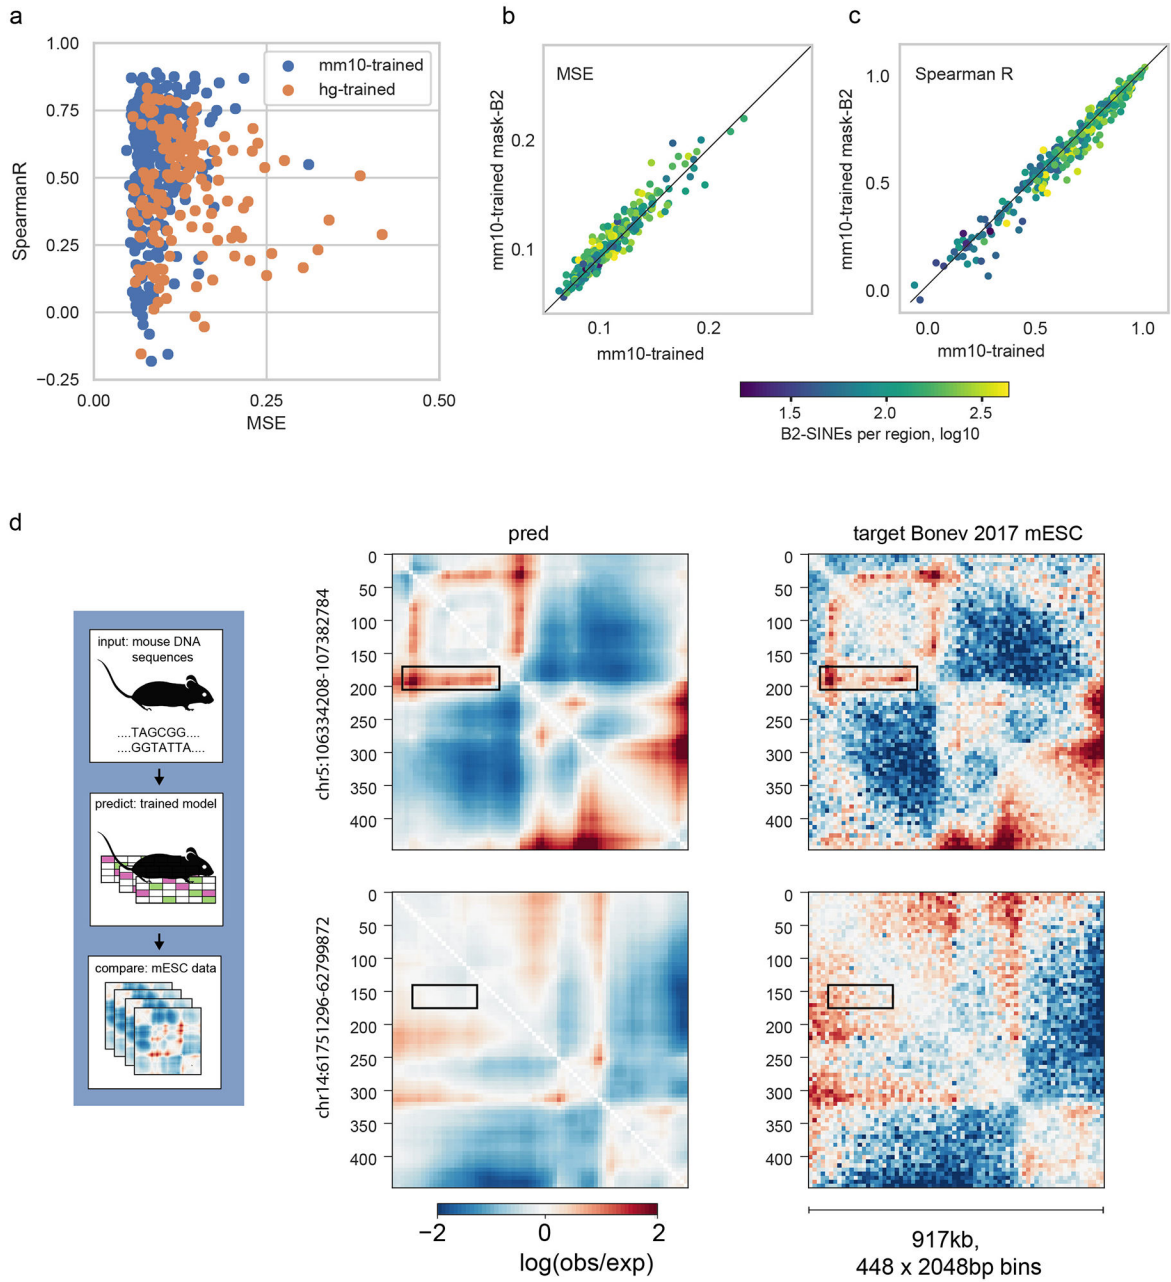 a
1.00
0.75
0.50
0.25
0.00
−0.25
SpearmanR
mm10-trained
hg-trained
0.00
0.25
0.50
MSE
b
MSE
mm10-trained mask-B2
0.2
0.1
0.1
0.2
mm10-trained
c
Spearman R
mm10-trained mask-B2
1.0
0.5
0.0
0.0
0.5
1.0
mm10-trained
1.5
2.0
2.5
B2-SINEs per region, log10
d
input: mouse DNA
sequences
....TAGCGG....
....GGTATTA....
predict: trained model
compare: mESC data
pred
chr5:106334208-107382784
0
50
100
150
200
250
300
350
400
target Bonev 2017 mESC
0
50
100
150
200
250
300
350
400
chr14:61751296-62799872
0
50
100
150
200
250
300
350
400
0
50
100
150
200
250
300
350
400
−2
0
2
log(obs/exp)
917kb,
448 x 2048bp bins